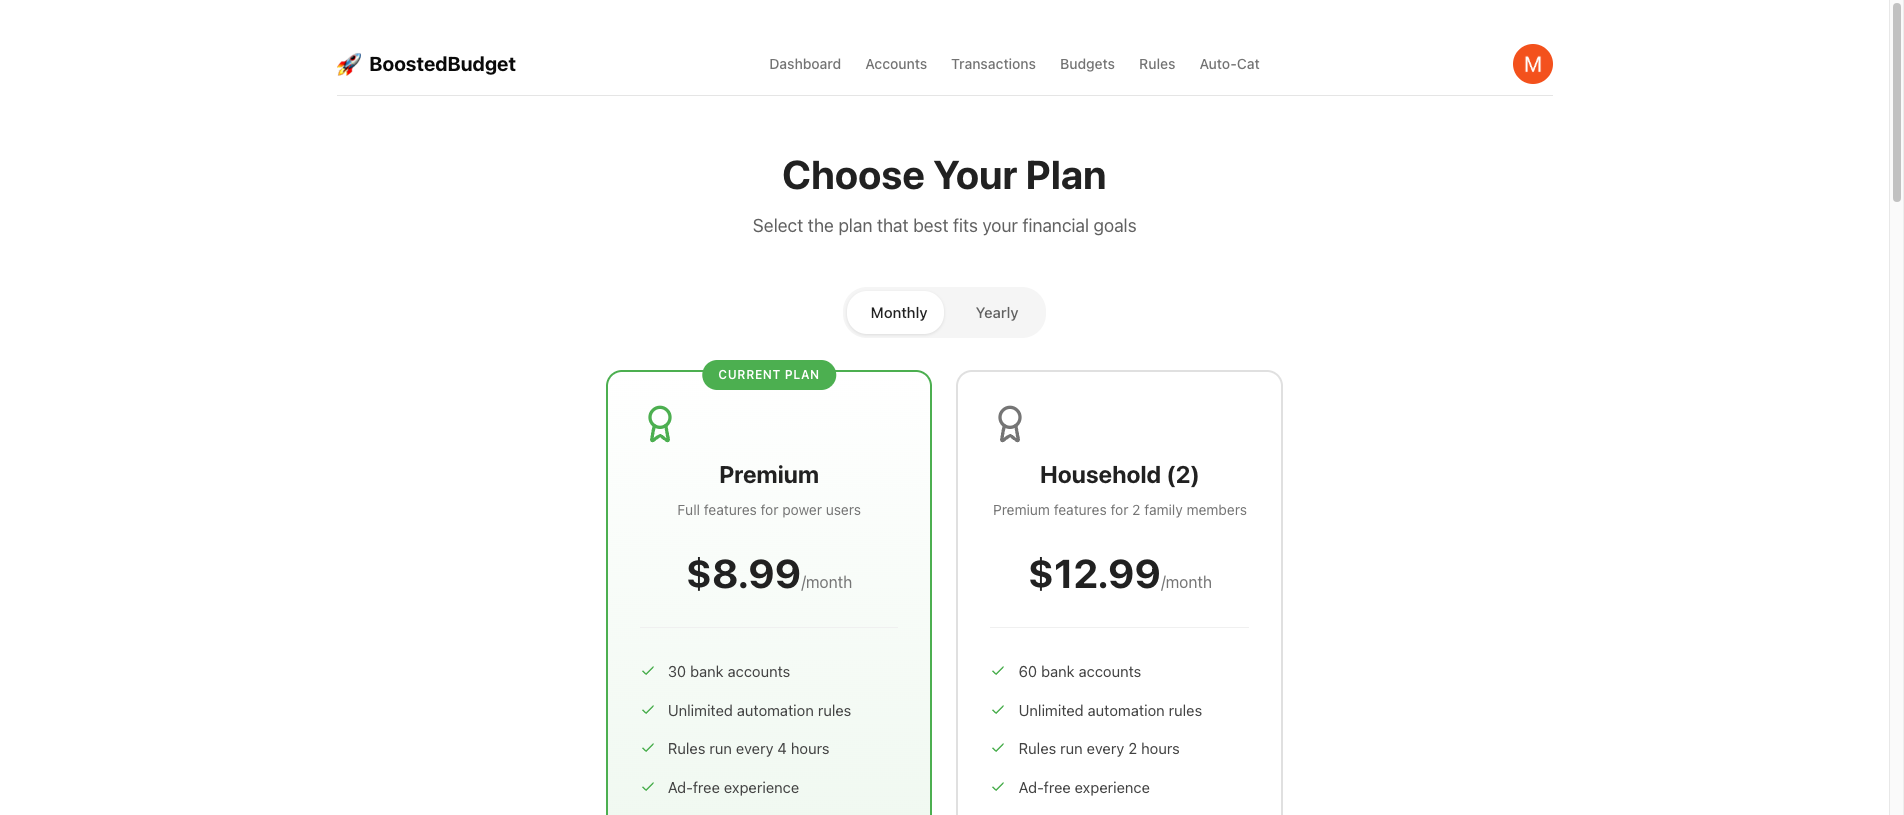 BoostedBudget
Dashboard Accounts Transactions Budgets Rules Auto-Cat
M
Choose Your Plan
Select the plan that best fits your financial goals
Monthly Yearly
CURRENT PLAN
Premium
Full features for power users
$8.99/month
30 bank accounts
Unlimited automation rules
Rules run every 4 hours
Ad-free experience
Household (2)
Premium features for 2 family members
$12.99/month
60 bank accounts
Unlimited automation rules
Rules run every 2 hours
Ad-free experience